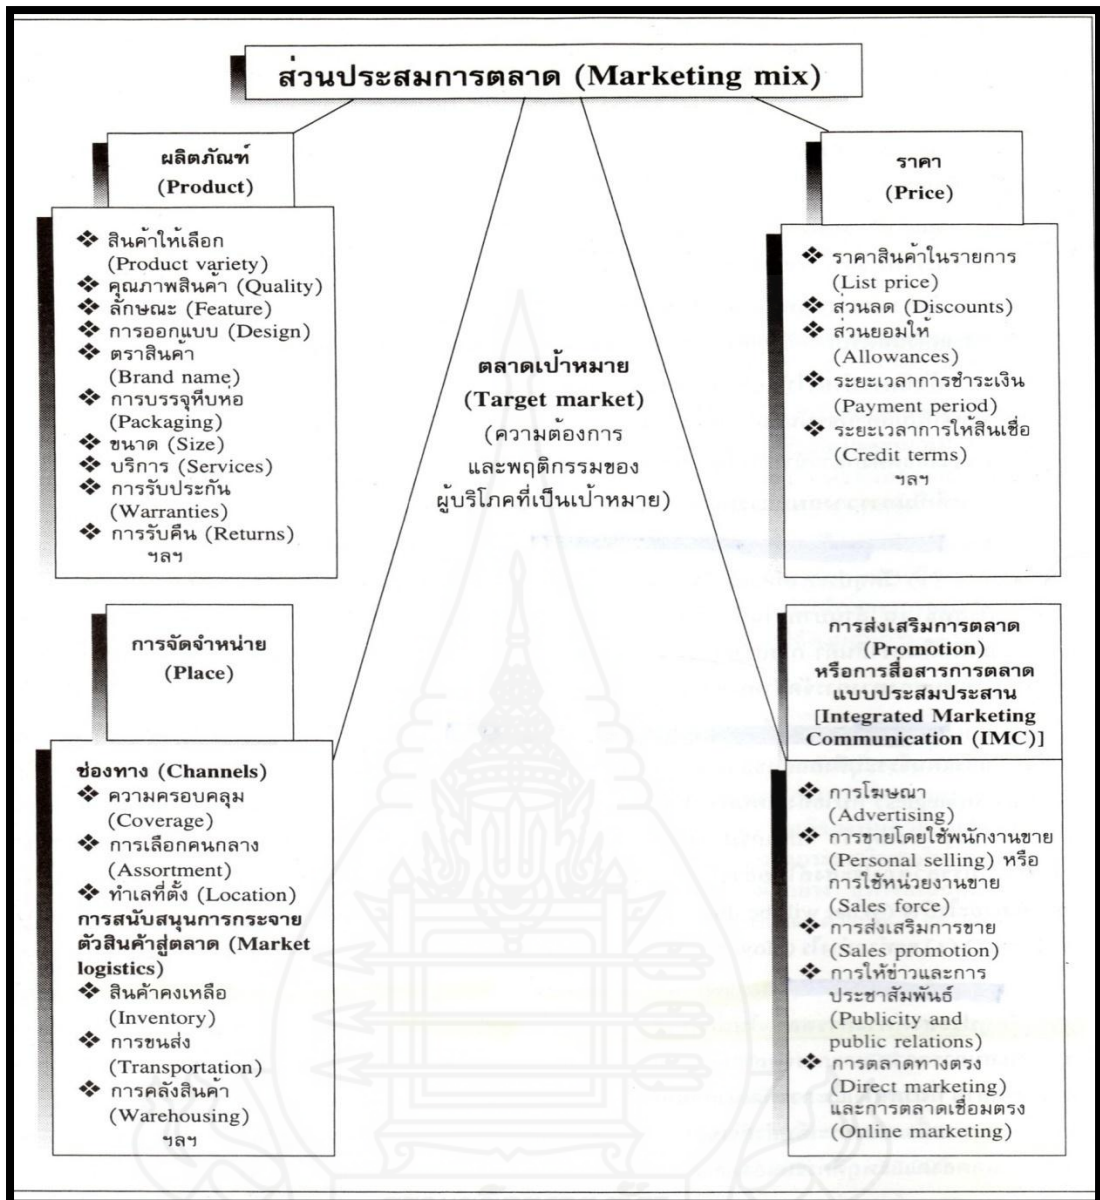 ส่วนประสมการตลาด (Marketing mix)
ผลิตภัณฑ์
(Product)
❖ สินค้าให้เลือก
(Product variety)
❖ คุณภาพสินค้า (Quality)
❖ ลักษณะ (Feature)
❖ การออกแบบ (Design)
❖ ตราสินค้า
(Brand name)
❖ การบรรจุหีบห่อ
(Packaging)
❖ ขนาด (Size)
❖ บริการ (Services)
❖ การรับประกัน
(Warranties)
❖ การรับคืน (Returns)
ฯลฯ
ราคา
(Price)
❖ ราคาสินค้าในรายการ
(List price)
❖ ส่วนลด (Discounts)
❖ ส่วนยอมให้
(Allowances)
❖ ระยะเวลาการชำระเงิน
(Payment period)
❖ ระยะเวลาการให้สินเชื่อ
(Credit terms)
ฯลฯ
ตลาดเป้าหมาย
(Target market)
(ความต้องการ
และพฤติกรรมของ
ผู้บริโภคที่เป็นเป้าหมาย)
การจัดจำหน่าย
(Place)
ช่องทาง (Channels)
❖ ความครอบคลุม
(Coverage)
❖ การเลือกคนกลาง
(Assortment)
❖ ทำเลที่ตั้ง (Location)
การสนับสนุนการกระจาย
ตัวสินค้าสู่ตลาด (Market
logistics)
❖ สินค้าคงเหลือ
(Inventory)
❖ การขนส่ง
(Transportation)
❖ การคลังสินค้า
(Warehousing)
ฯลฯ
การส่งเสริมการตลาด
(Promotion)
หรือการสื่อสารการตลาด
แบบประสมประสาน
[Integrated Marketing
Communication (IMC)]
❖ การโฆษณา
(Advertising)
❖ การขายโดยใช้พนักงานขาย
(Personal selling) หรือ
การใช้หน่วยงานขาย
(Sales force)
❖ การส่งเสริมการขาย
(Sales promotion)
❖ การให้ข่าวและการ
ประชาสัมพันธ์
(Publicity and
public relations)
❖ การตลาดทางตรง
(Direct marketing)
และการตลาดเชื่อมตรง
(Online marketing)